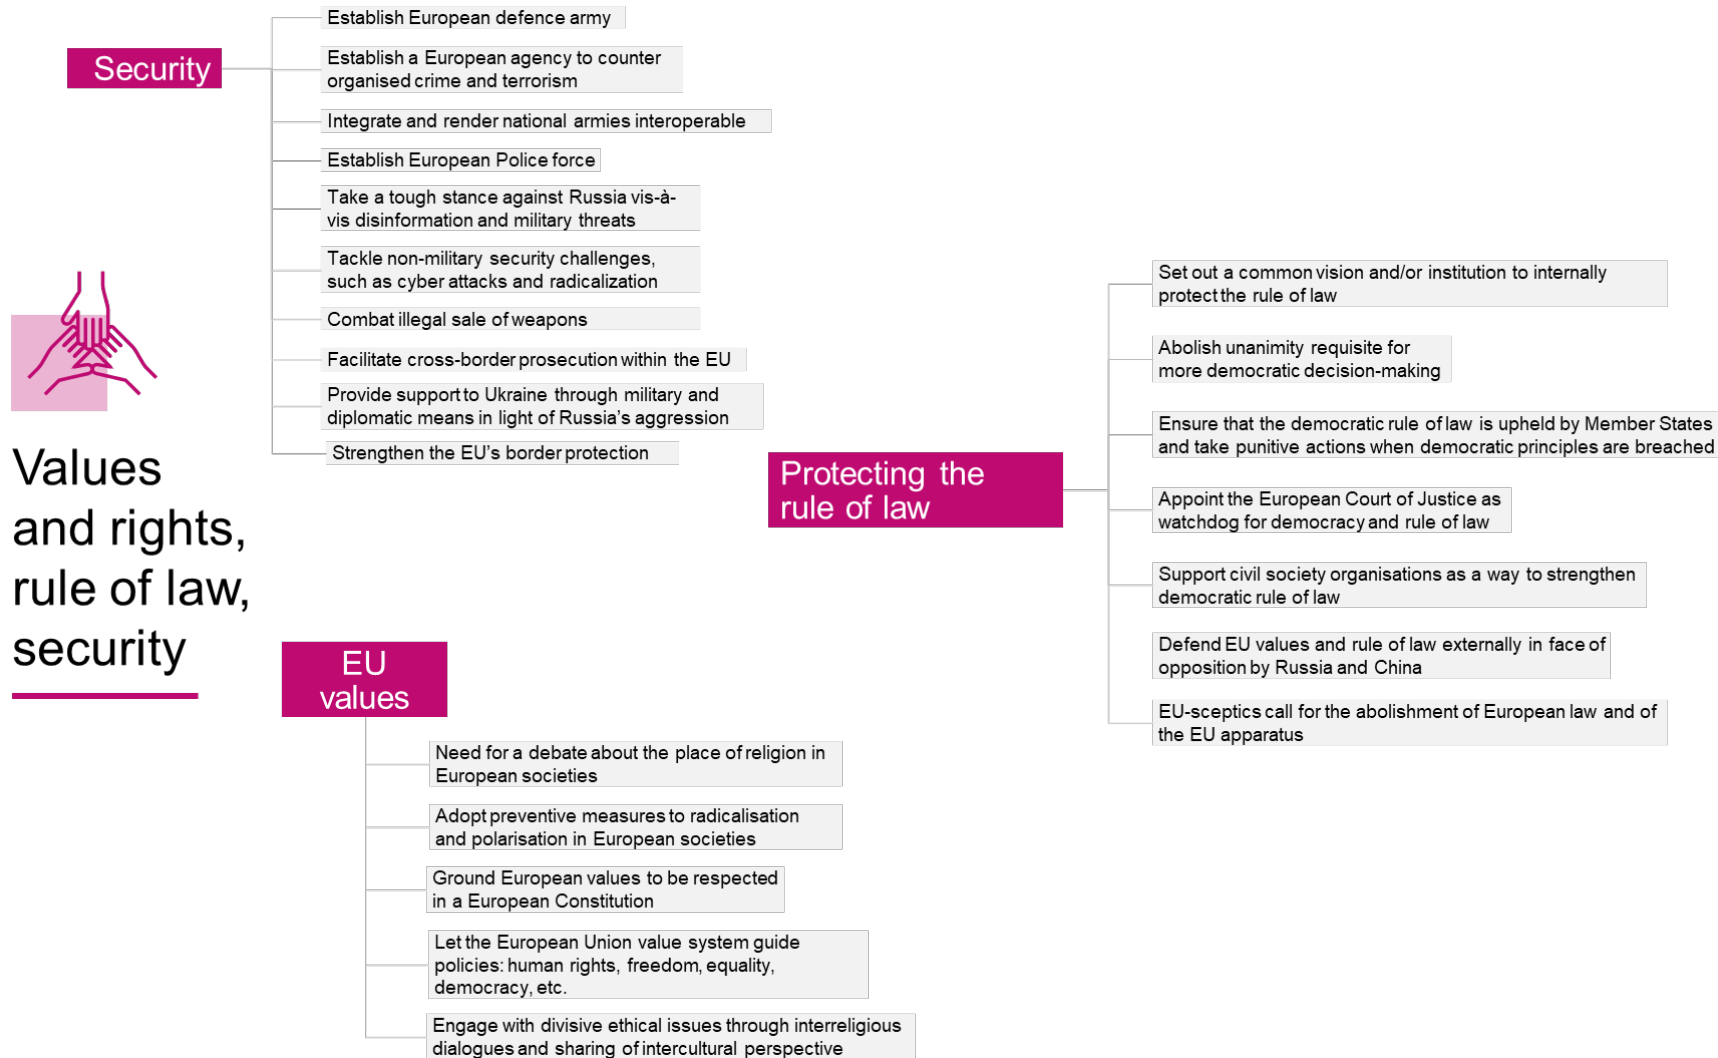 Security
Establish European defence army
Establish a European agency to counter
organised crime and terrorism
Integrate and render national armies interoperable
Establish European Police force
Take a tough stance against Russia vis-à-
vis disinformation and military threats
Tackle non-military security challenges,
such as cyber attacks and radicalization
Combat illegal sale of weapons
Facilitate cross-border prosecution within the EU
Provide support to Ukraine through military and
diplomatic means in light of Russia's aggression
Strengthen the EU's border protection
Values
and rights,
rule of law,
security
Protecting the
rule of law
Set out a common vision and/or institution to internally
protect the rule of law
Abolish unanimity requisite for
more democratic decision-making
Ensure that the democratic rule of law is upheld by Member States
and take punitive actions when democratic principles are breached
Appoint the European Court of Justice as
watchdog for democracy and rule of law
Support civil society organisations as a way to strengthen
democratic rule of law
Defend EU values and rule of law externally in face of
opposition by Russia and China
EU-sceptics call for the abolishment of European law and of
the EU apparatus
EU
values
Need for a debate about the place of religion in
European societies
Adopt preventive measures to radicalisation
and polarisation in European societies
Ground European values to be respected
in a European Constitution
Let the European Union value system guide
policies: human rights, freedom, equality,
democracy, etc.
Engage with divisive ethical issues through interreligious
dialogues and sharing of intercultural perspective